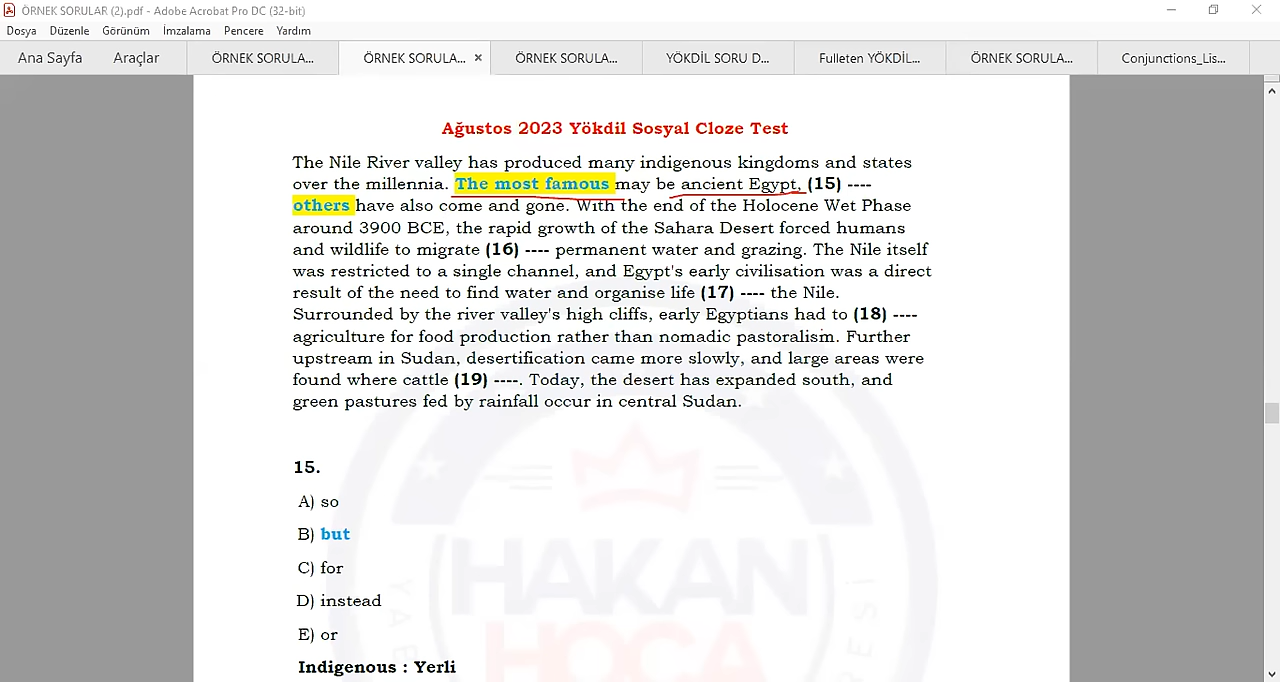 ÖRNEK SORULAR (2).pdf - Adobe Acrobat Pro DC (32-bit)
Dosya Düzenle Görünüm İmzalama Pencere Yardım
Ana Sayfa Araçlar ÖRNEK SORULA... ÖRNEK SORULA... × ÖRNEK SORULA... YÖKDİL SORU D... Fulleten YÖKDİL... ÖRNEK SORULA... Conjunctions_Lis...
Ağustos 2023 Yökdil Sosyal Cloze Test
The Nile River valley has produced many indigenous kingdoms and states
over the millennia. The most famous may be ancient Egypt, (15) ----
others have also come and gone. With the end of the Holocene Wet Phase
around 3900 BCE, the rapid growth of the Sahara Desert forced humans
and wildlife to migrate (16) ---- permanent water and grazing. The Nile itself
was restricted to a single channel, and Egypt's early civilisation was a direct
result of the need to find water and organise life (17) ---- the Nile.
Surrounded by the river valley's high cliffs, early Egyptians had to (18) ----
agriculture for food production rather than nomadic pastoralism. Further
upstream in Sudan, desertification came more slowly, and large areas were
found where cattle (19) ----. Today, the desert has expanded south, and
green pastures fed by rainfall occur in central Sudan.
15.
A) so
B) but
C) for
D) instead
E) or
Indigenous : Yerli
HAKAN
HOCA